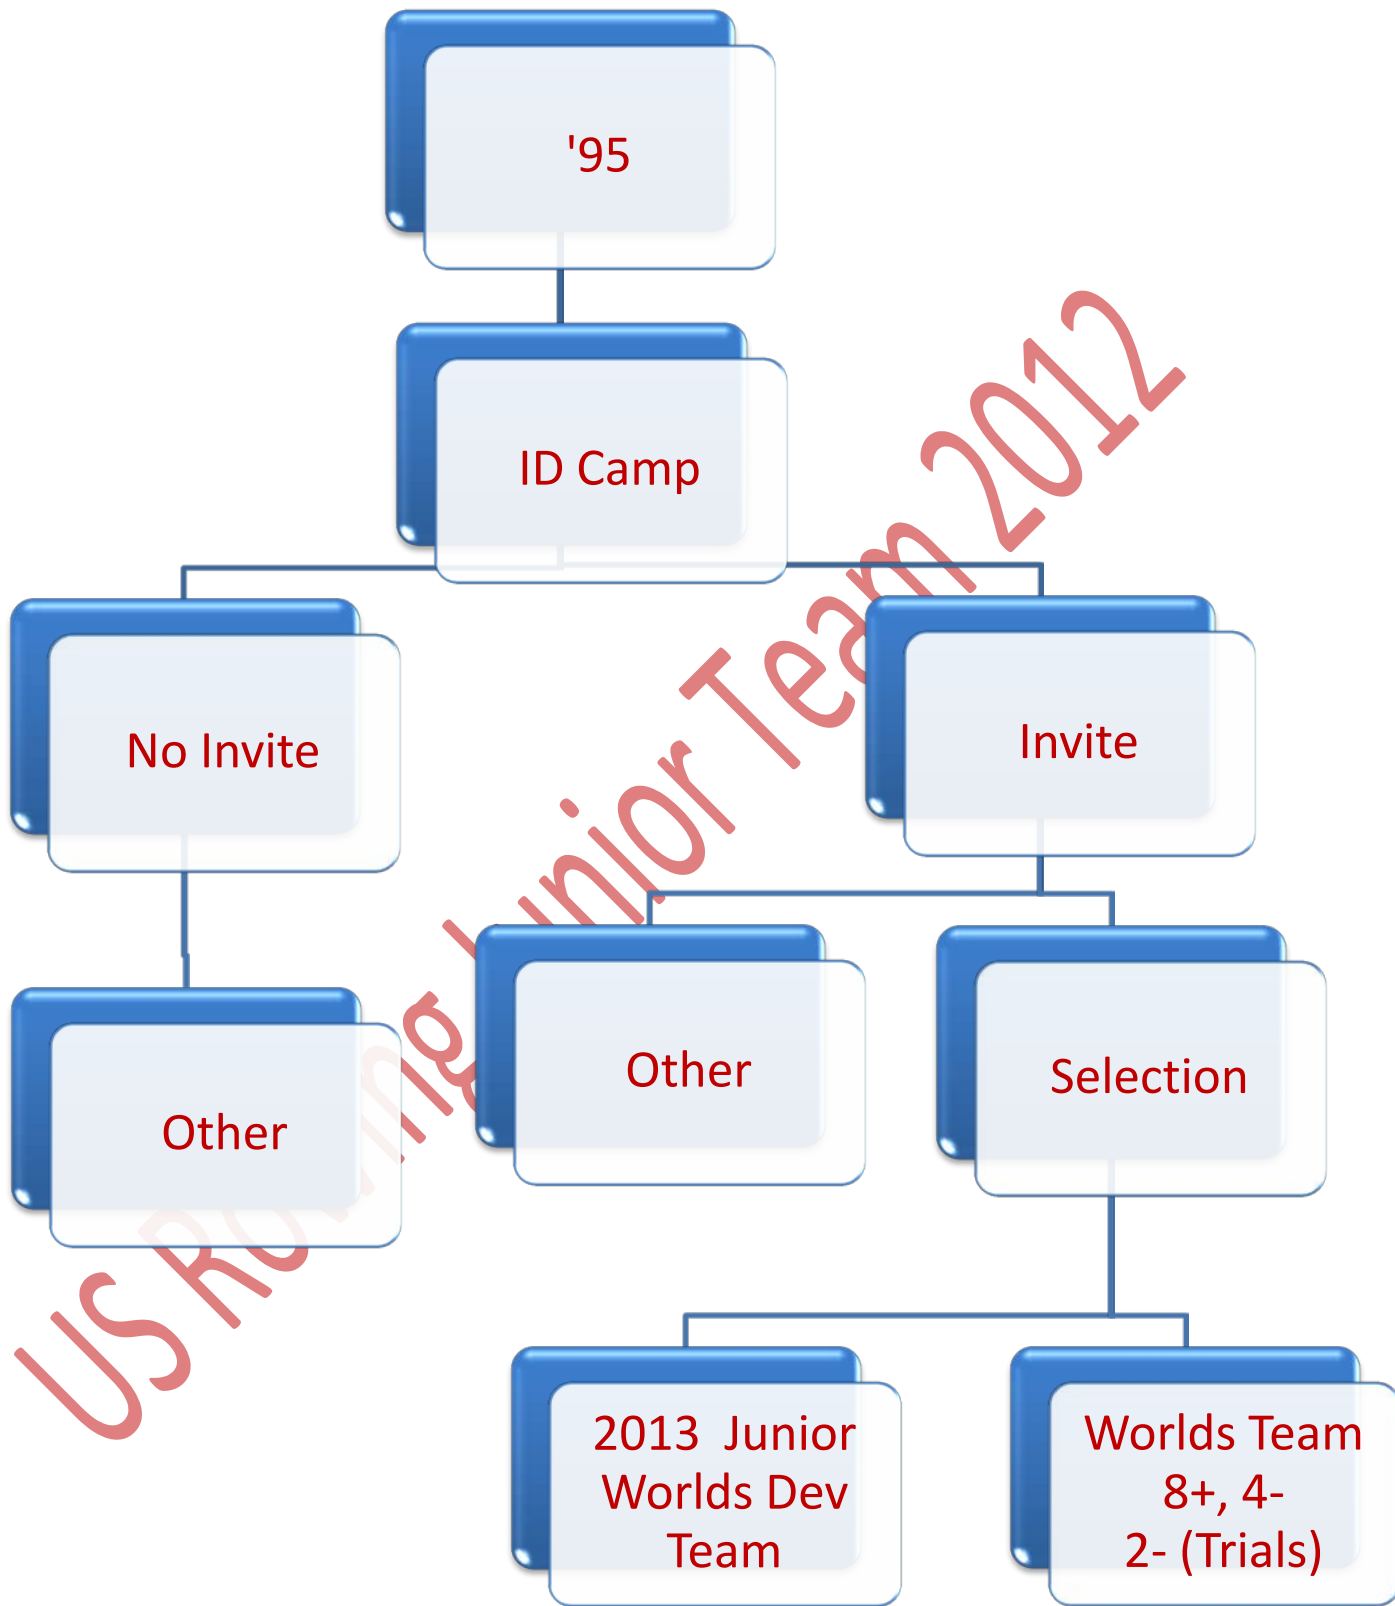 '95
ID Camp
No Invite
Invite
Other
Selection
Other
2013  Junior
Worlds Dev
Team
Worlds Team
8+, 4-
2- (Trials)
US Rowing Junior Team 2012